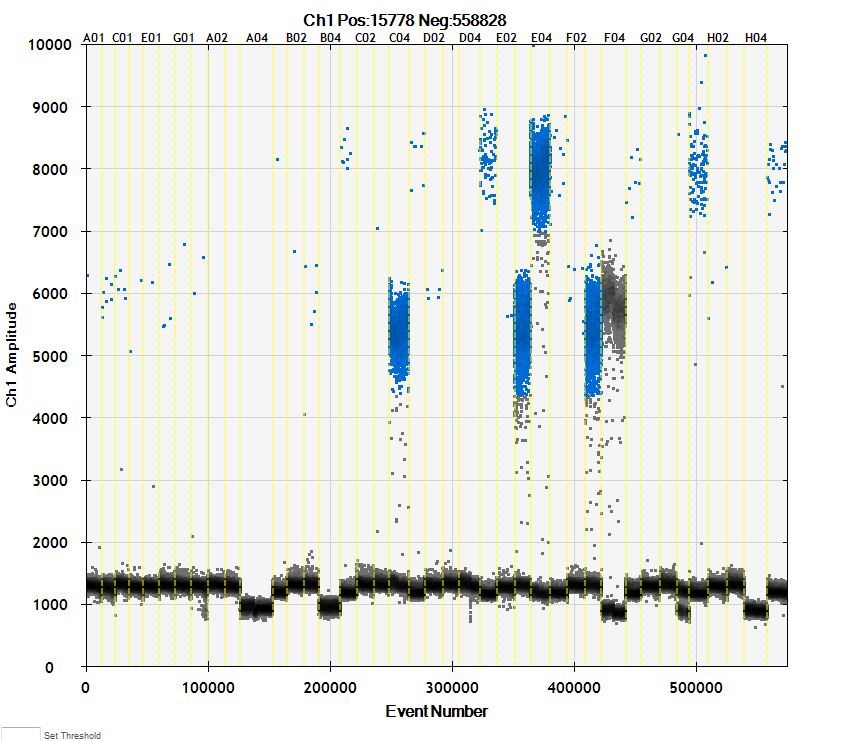 Ch1 Pos:15778 Neg:558828
A01 C01 E01 G01 A02 A04 B02 B04 C02 C04 D02 D04 E02 E04 F02 F04 G02 G04 H02 H04
10000
9000
8000
7000
6000
5000
4000
3000
2000
1000
0
Ch1 Amplitude
0 100000 200000 300000 400000 500000
Event Number
Set Threshold